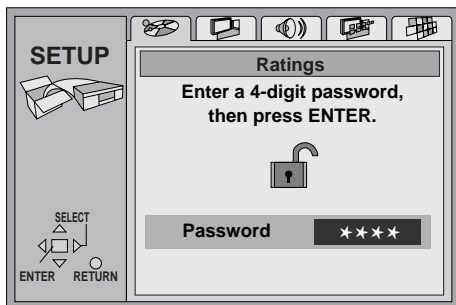 SETUP
Ratings
Enter a 4-digit password,
then press ENTER.
Password ★★★★
SELECT
ENTER RETURN